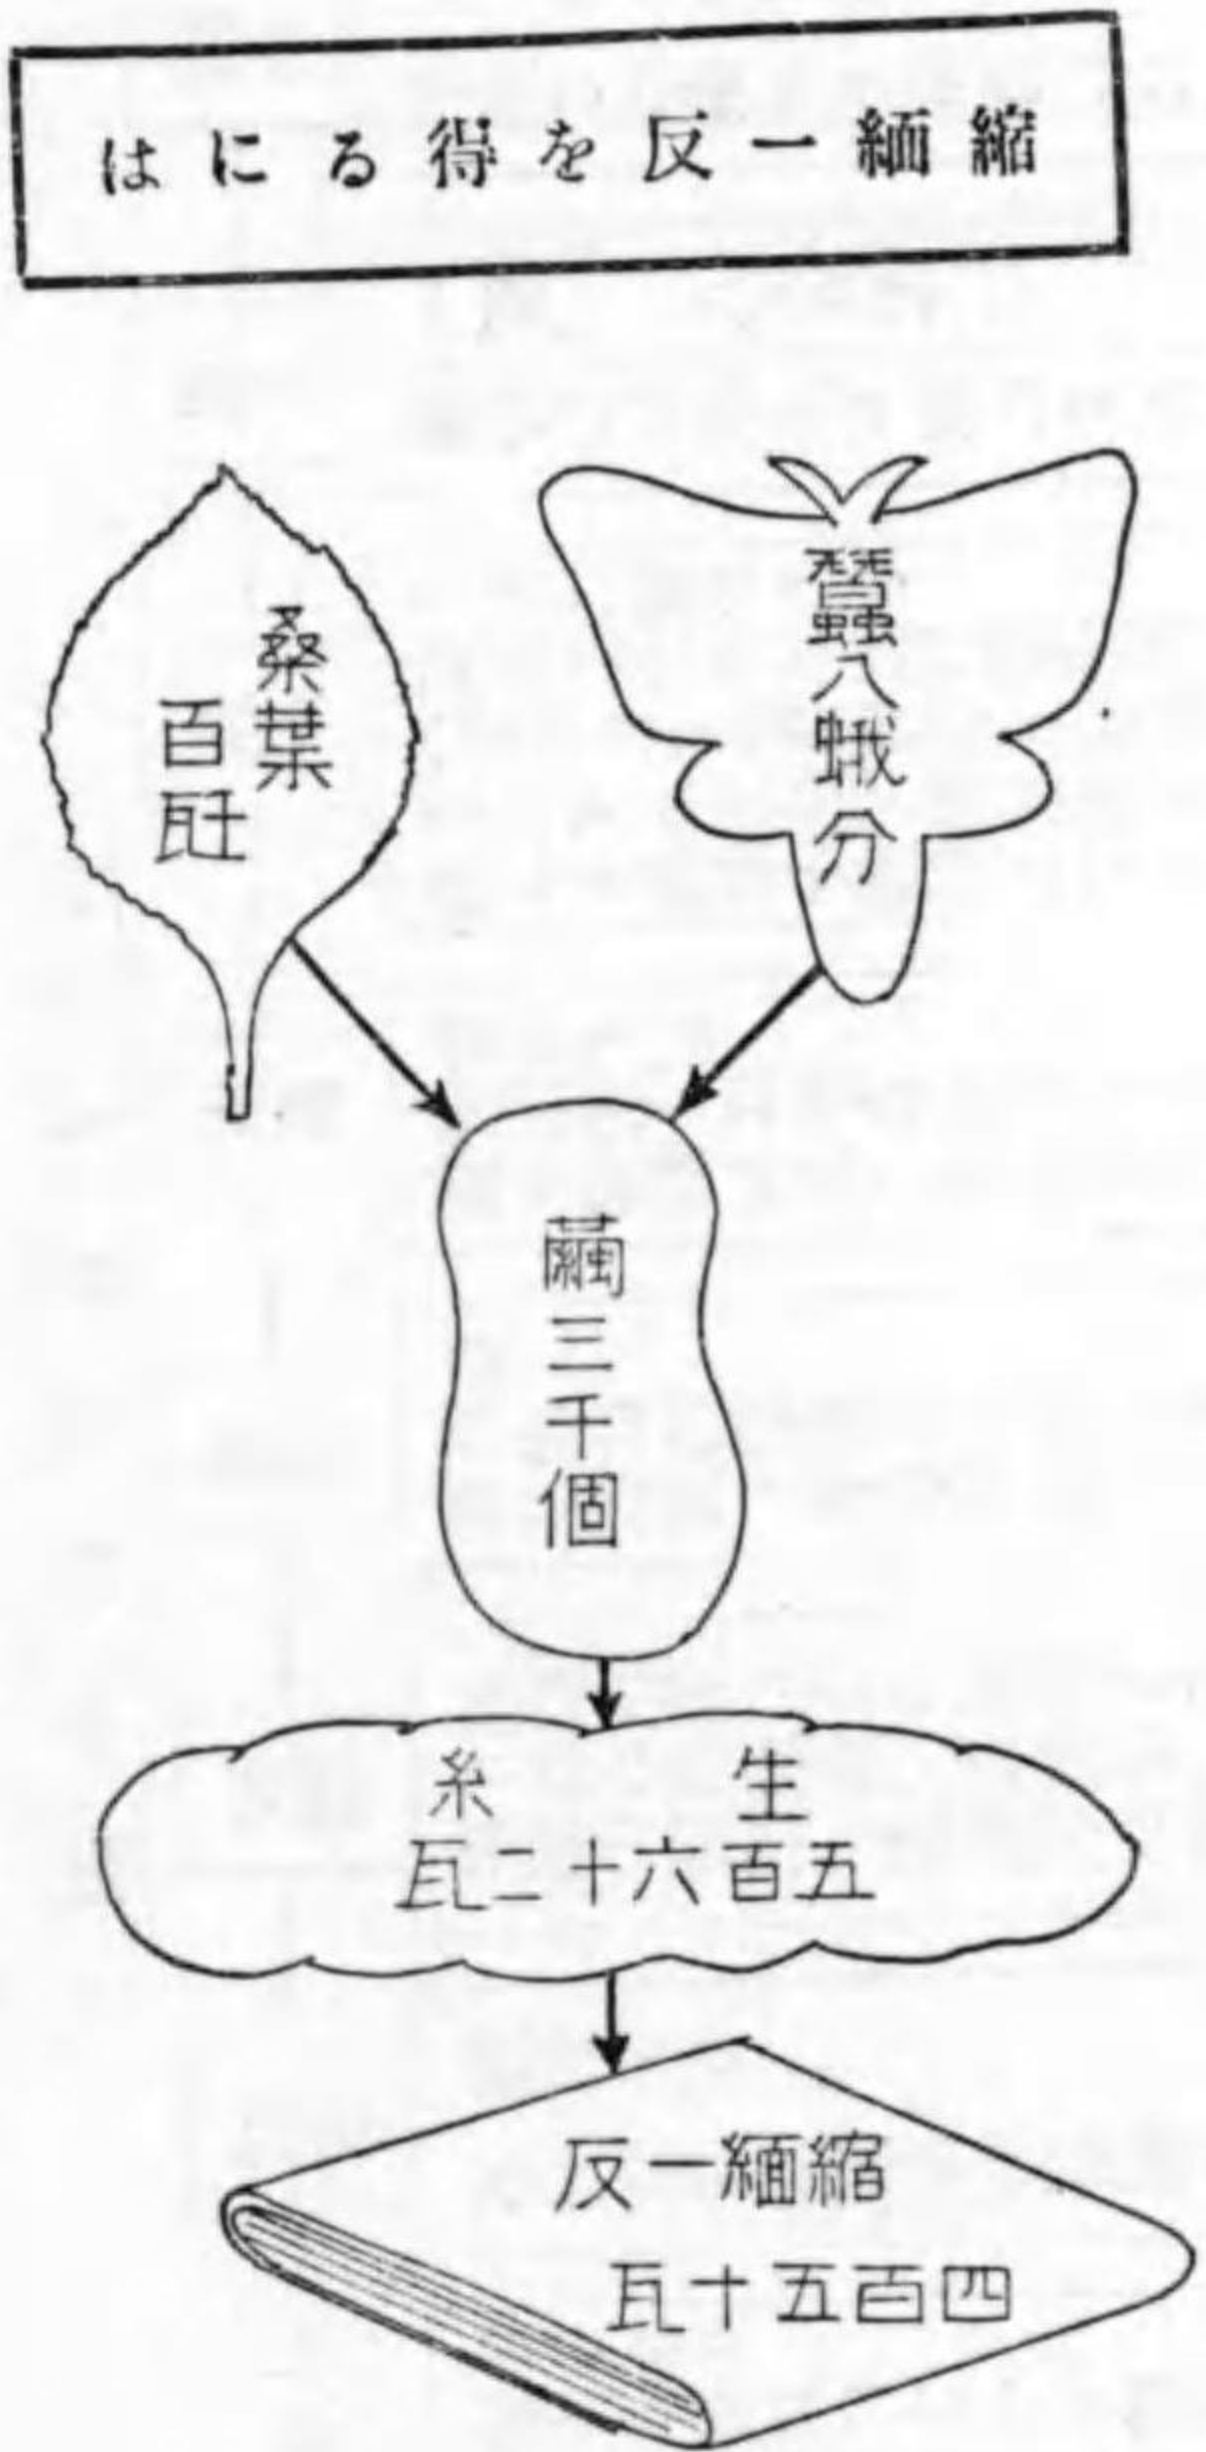 縮緬一反を得るには
蠶八蛾分
桑葉
百瓩
繭三千個
生糸
五百六十二瓦
縮緬一反
四百五十瓦